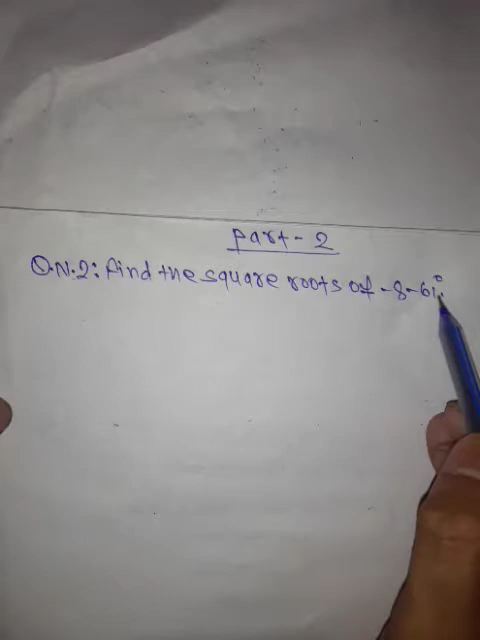 part-2
Q.N.2: find the square roots of -8-6i.